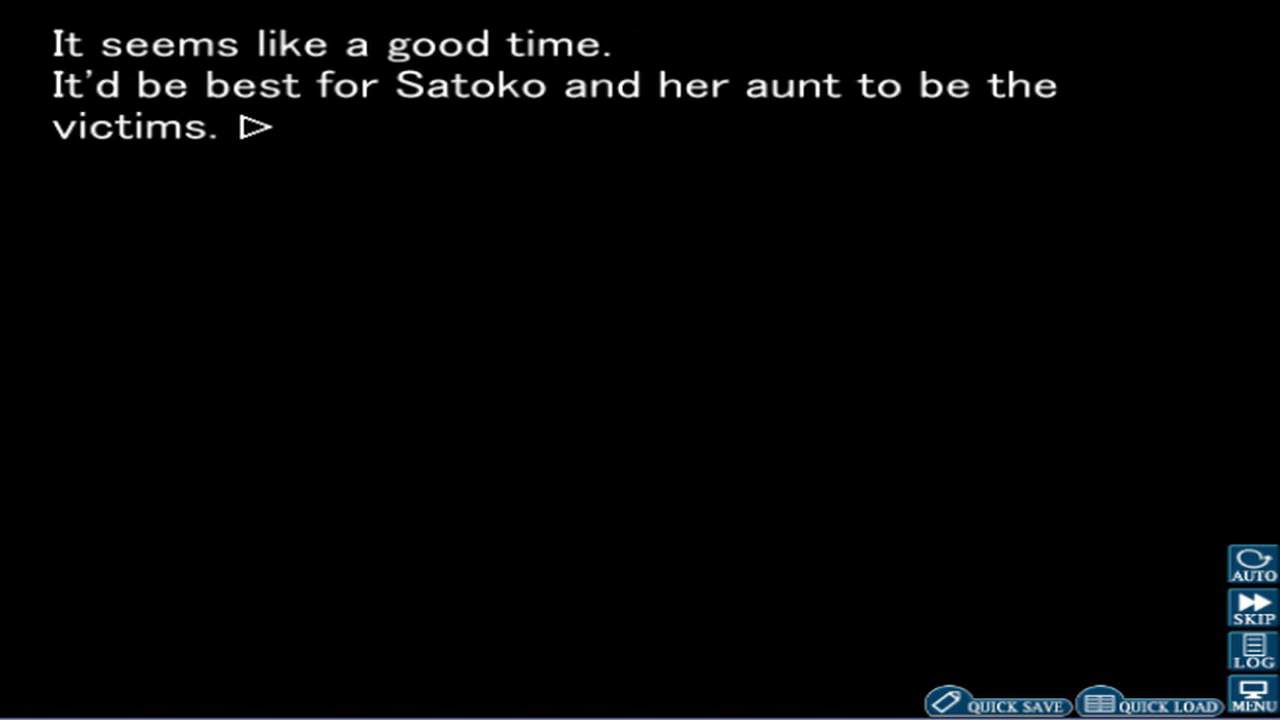 It seems like a good time.
It'd be best for Satoko and her aunt to be the
victims.
AUTO
SKIP
LOG
MENU
QUICK SAVE
QUICK LOAD